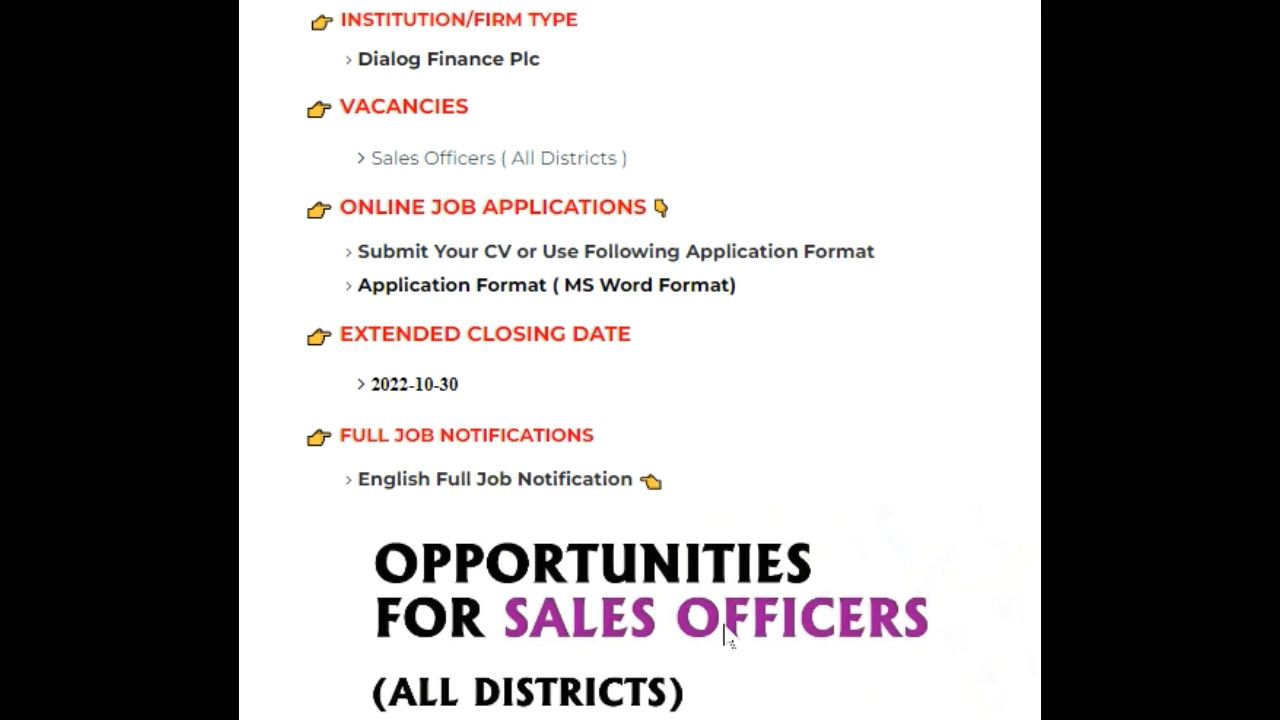 INSTITUTION/FIRM TYPE
Dialog Finance Plc
VACANCIES
Sales Officers ( All Districts )
ONLINE JOB APPLICATIONS
Submit Your CV or Use Following Application Format
Application Format ( MS Word Format)
EXTENDED CLOSING DATE
2022-10-30
FULL JOB NOTIFICATIONS
English Full Job Notification
OPPORTUNITIES
FOR SALES OFFICERS
(ALL DISTRICTS)